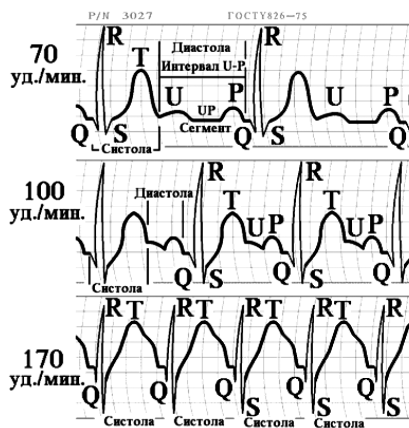 P/N 3027 ГОСТУ826—75
70
уд./мин.
R
T
Диастола
Интервал U-P
U
UP
P
Сегмент
Q
S
Систола
R
T
U
P
Q
S
100
уд./мин.
Диастола
Систола
Q
R
S
T
U P
Q
R
S
T
U P
Q
R
170
уд./мин.
R T
R T
R T
R T
R
Q
Q
Q
S
Q
S
Q
Систола
Систола
Систола
Систола